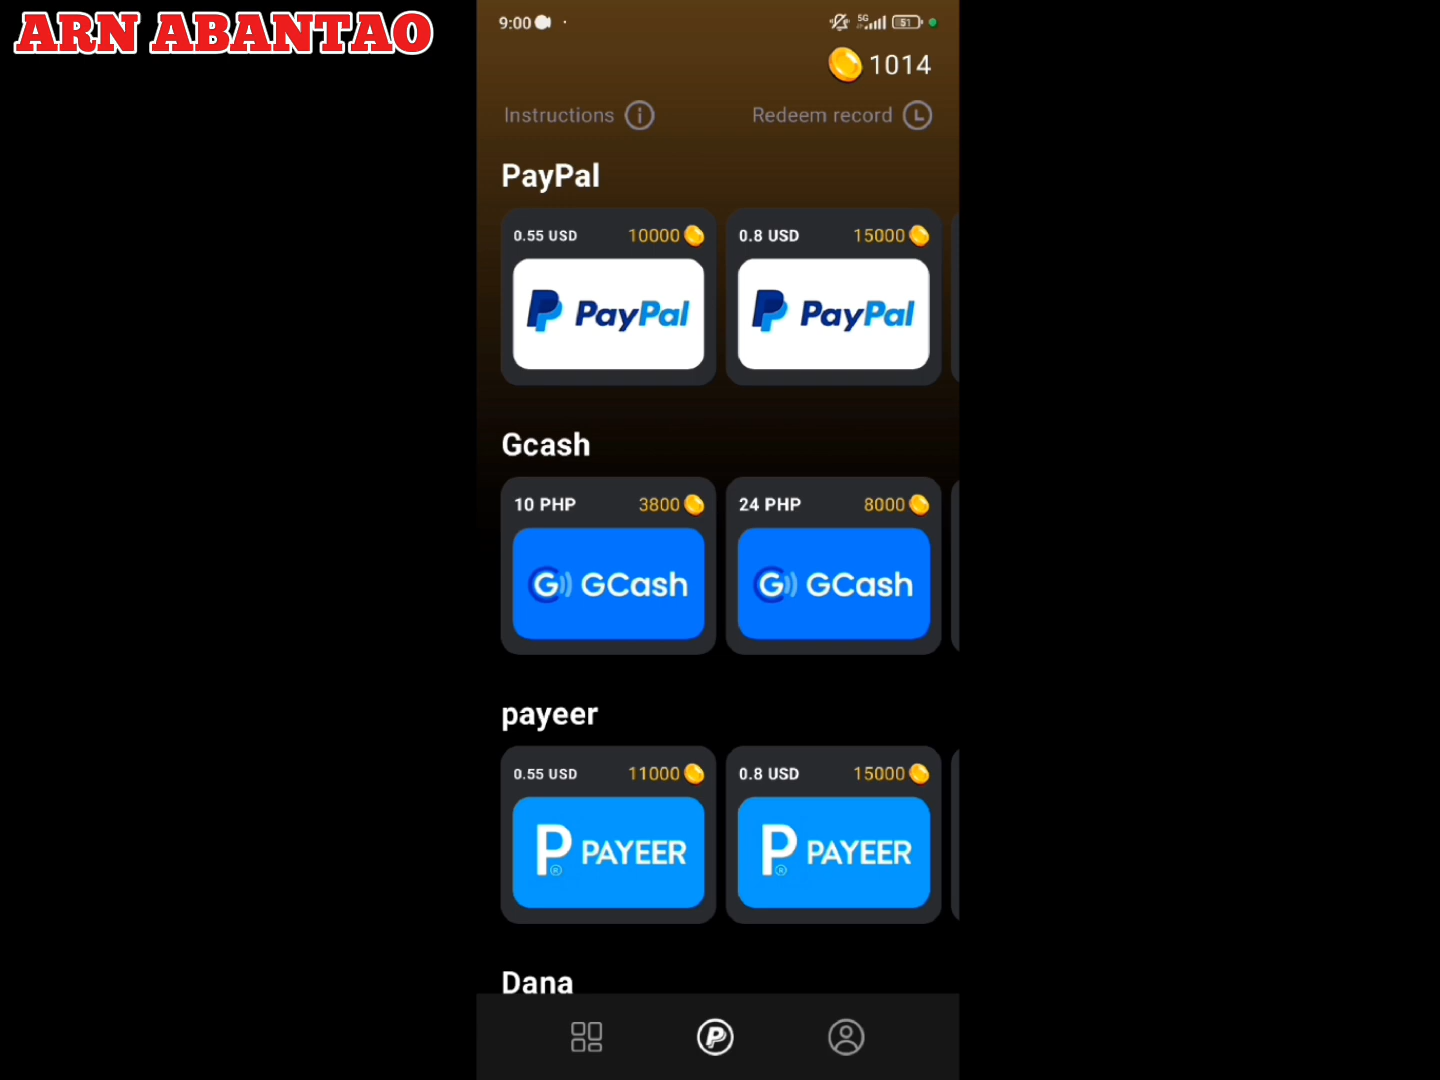 ARN ABANTAO
9:00
5G
51
1014
Instructions
Redeem record
PayPal
0.55 USD 10000
0.8 USD 15000
PayPal
PayPal
Gcash
10 PHP 3800
24 PHP 8000
GCash
GCash
payeer
0.55 USD 11000
0.8 USD 15000
PAYEER
PAYEER
Dana